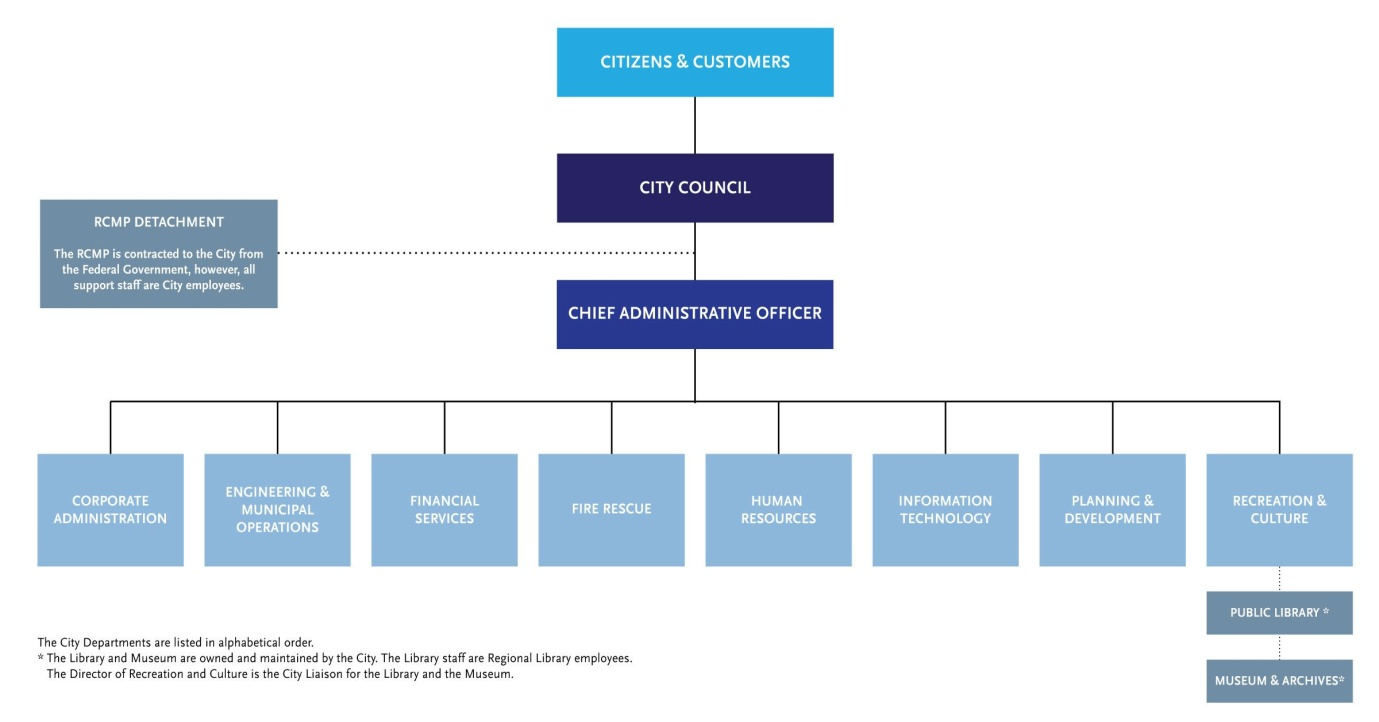 CITIZENS & CUSTOMERS
CITY COUNCIL
RCMP DETACHMENT
The RCMP is contracted to the City from
the Federal Government, however, all
support staff are City employees.
CHIEF ADMINISTRATIVE OFFICER
CORPORATE
ADMINISTRATION
ENGINEERING &
MUNICIPAL
OPERATIONS
FINANCIAL
SERVICES
FIRE RESCUE
HUMAN
RESOURCES
INFORMATION
TECHNOLOGY
PLANNING &
DEVELOPMENT
RECREATION &
CULTURE
PUBLIC LIBRARY *
MUSEUM & ARCHIVES*
The City Departments are listed in alphabetical order.
* The Library and Museum are owned and maintained by the City. The Library staff are Regional Library employees.
The Director of Recreation and Culture is the City Liaison for the Library and the Museum.